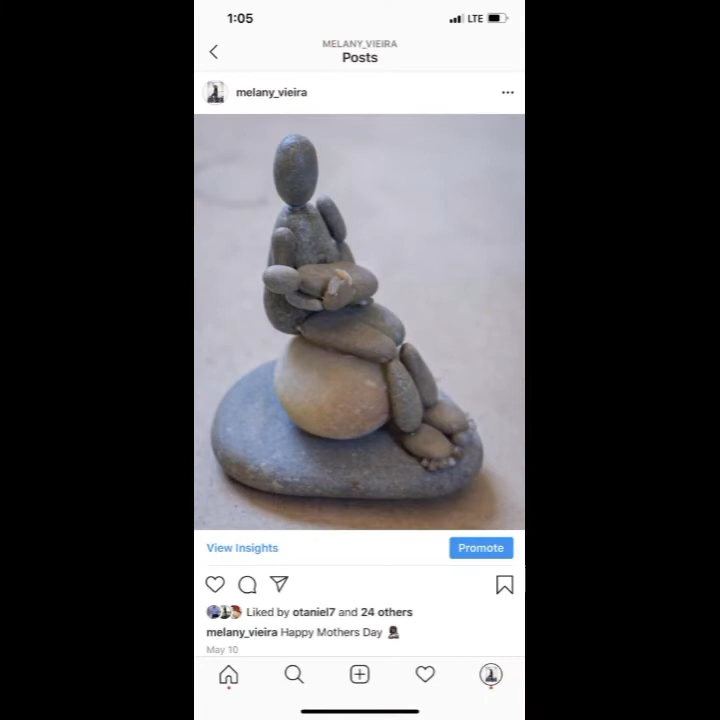 1:05
LTE
MELANY_VIEIRA
Posts
melany_vieira
View Insights
Promote
Liked by otaniel7 and 24 others
melany_vieira Happy Mothers Day
May 10